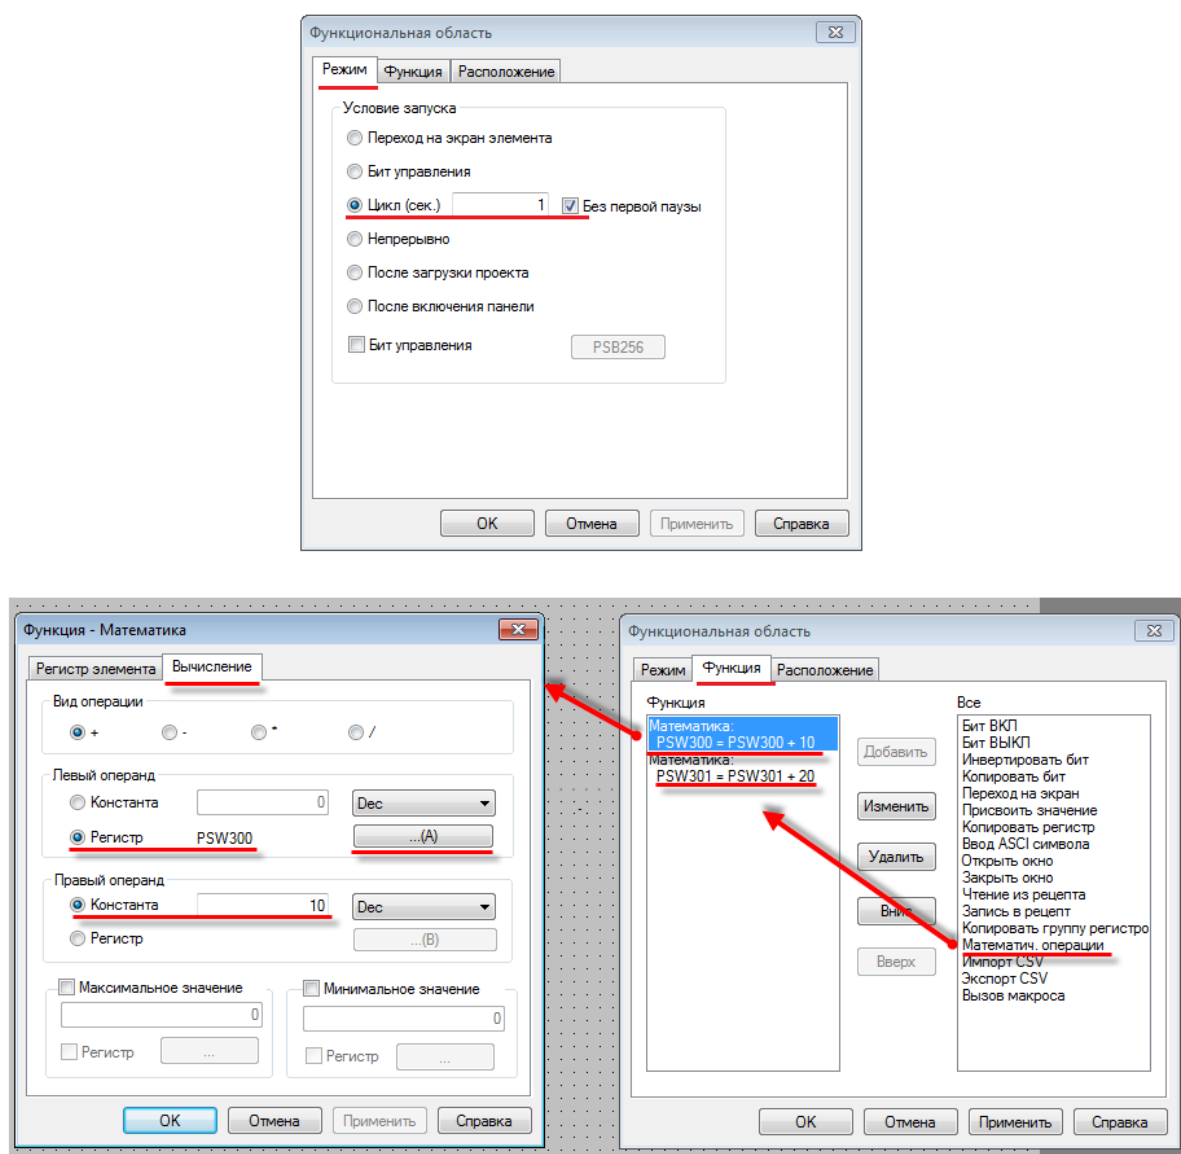 Функциональная область
Режим Функция Расположение
Условие запуска
Переход на экран элемента
Бит управления
Цикл (сек.) 1 Без первой паузы
Непрерывно
После загрузки проекта
После включения панели
Бит управления PSB256
OK Отмена Применить Справка
Функция - Математика
Регистр элемента Вычисление
Вид операции
+ - * /
Левый операнд
Константа 0 Dec
Регистр PSW300 ...(A)
Правый операнд
Константа 10 Dec
Регистр ...(B)
Максимальное значение Минимальное значение
0 0
Регистр ... Регистр ...
OK Отмена Применить Справка
Функциональная область
Режим Функция Расположение
Функция
Математика:
PSW300 = PSW300 + 10
Математика:
PSW301 = PSW301 + 20
Добавить
Изменить
Удалить
Вниз
Вверх
Все
Бит ВКЛ
Бит ВЫКЛ
Инвертировать бит
Копировать бит
Переход на экран
Присвоить значение
Копировать регистр
Ввод ASCI символа
Открыть окно
Закрыть окно
Чтение из рецепта
Запись в рецепт
Копировать группу регистро
Математич. операции
Импорт CSV
Экспорт CSV
Вызов макроса
OK Отмена Применить Справка